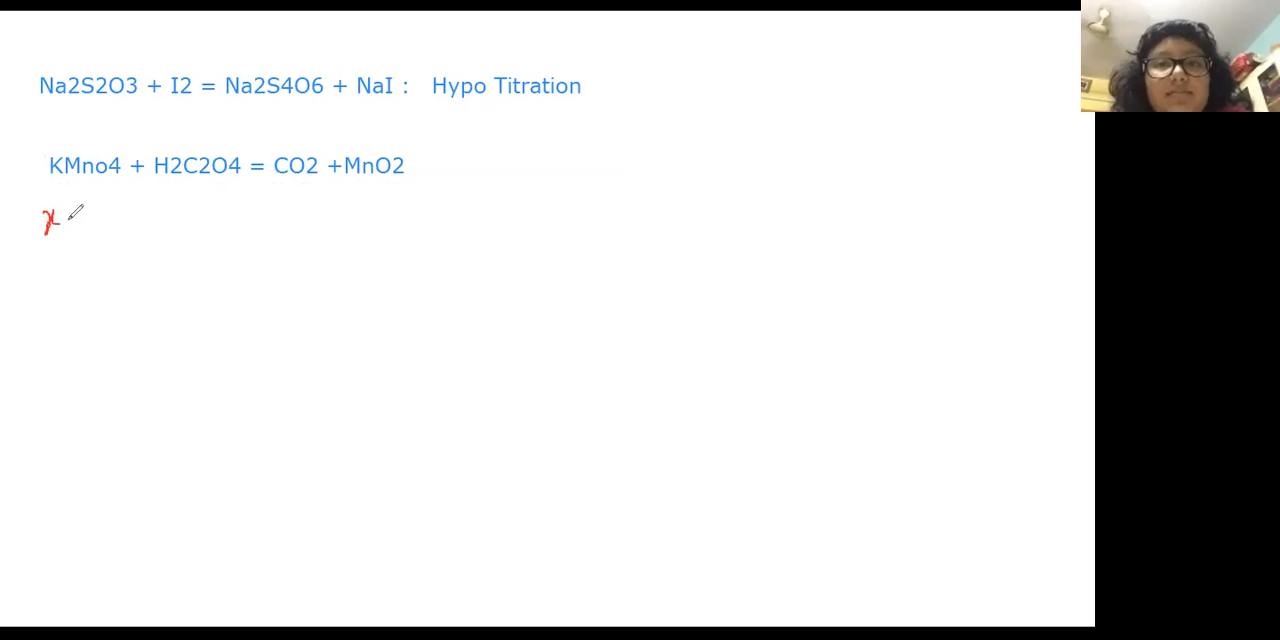 Na2S2O3 + I2 = Na2S4O6 + NaI : Hypo Titration
KMno4 + H2C2O4 = CO2 +MnO2
x